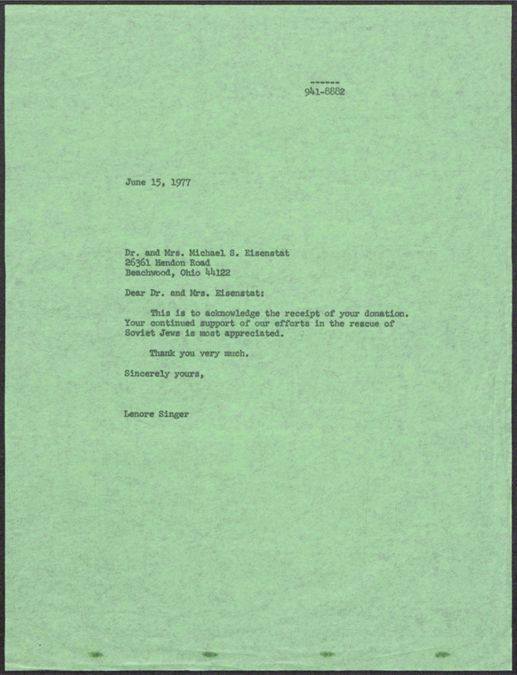 ------
941-8882
June 15, 1977
Dr. and Mrs. Michael S. Eisenstat
26361 Hendon Road
Beachwood, Ohio 44122
Dear Dr. and Mrs. Eisenstat:
This is to acknowledge the receipt of your donation.
Your continued support of our efforts in the rescue of
Soviet Jews is most appreciated.
Thank you very much.
Sincerely yours,
Lenore Singer